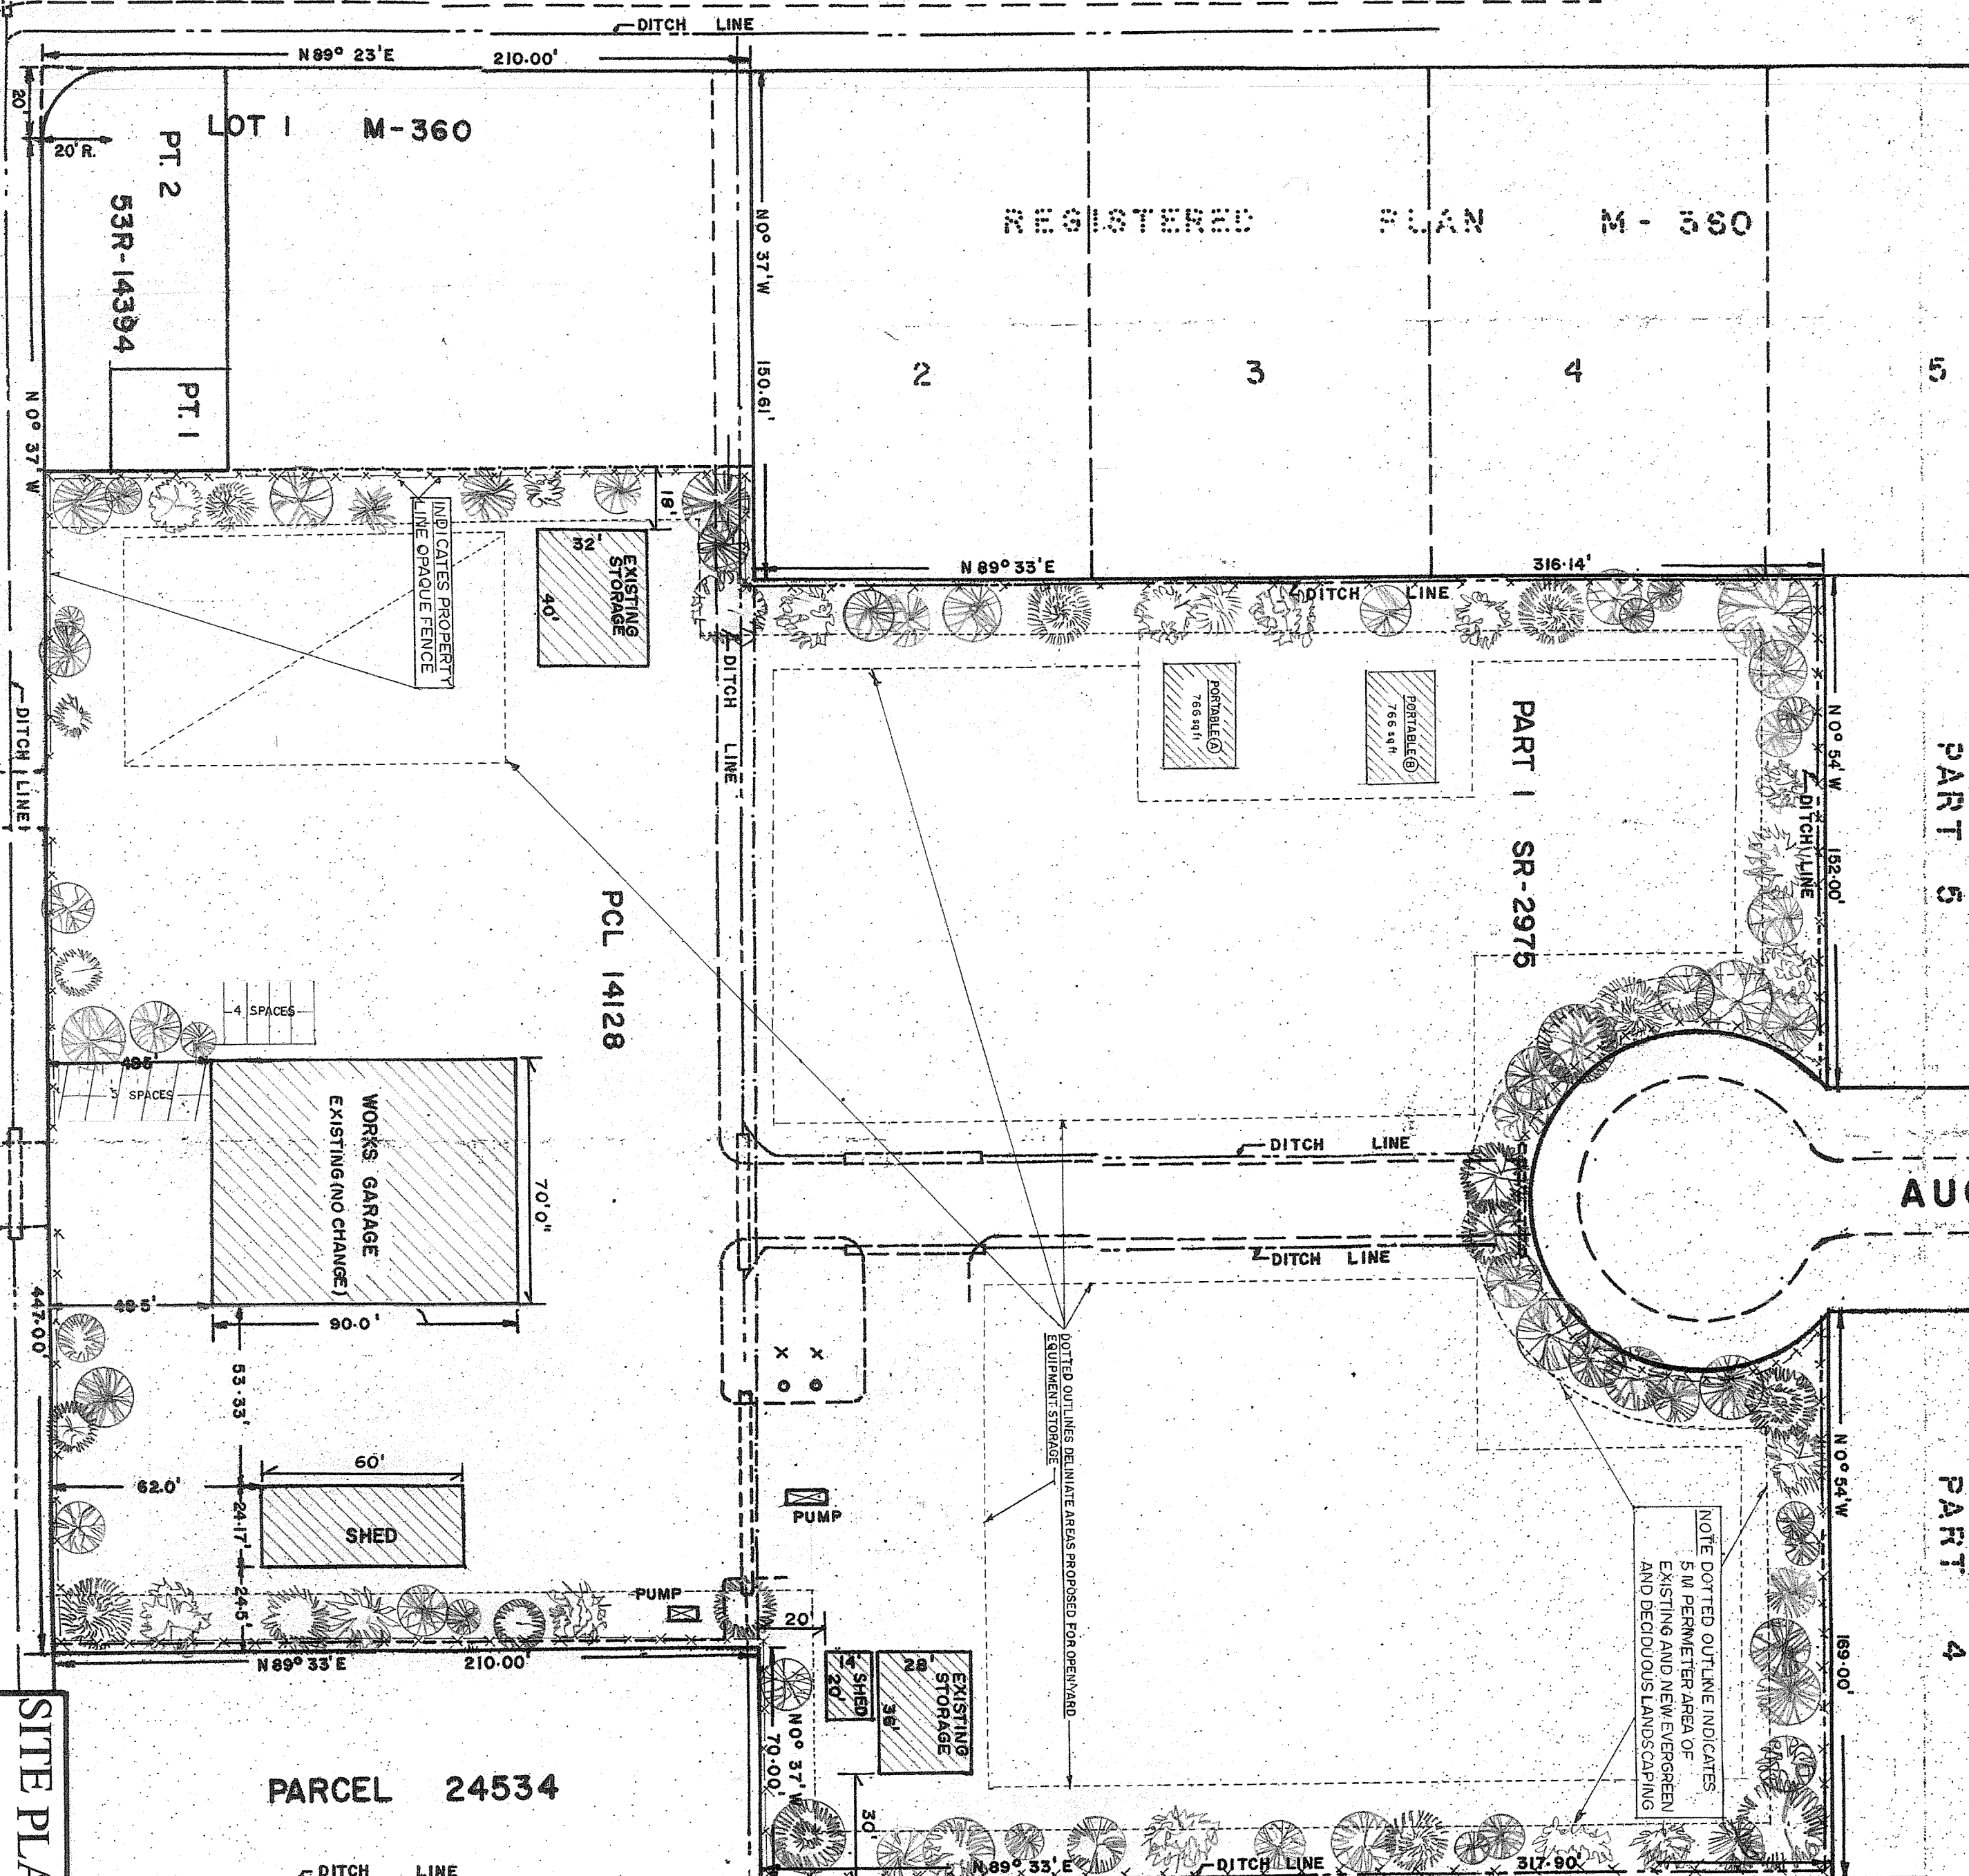 DITCH LINE
N 89° 23' E 210.00'
20'
20' R.
LOT 1 M-360
PT. 2
53R-14394
PT. 1
N 0° 37' W
N 0° 37' W 150.61'
REGISTERED PLAN M-360
2
3
4
5
18'
INDICATES PROPERTY
LINE OPAQUE FENCE
32'
40'
EXISTING
STORAGE
N 89° 33' E 316.14'
DITCH LINE
DITCH LINE
DITCH LINE
PORTABLE (A)
766 sq ft
PORTABLE (B)
766 sq ft
PART 1 SR-2975
N 0° 54' W 152.00'
DITCH LINE
PART 5
PCL 14128
4 SPACES
5 SPACES
WORKS GARAGE
EXISTING (NO CHANGE)
70'0"
90.0'
48.5'
447.00'
53.33'
DITCH LINE
DITCH LINE
DOTTED OUTLINES DELINIATE AREAS PROPOSED FOR OPEN YARD
EQUIPMENT STORAGE
60'
62.0'
24.17'
24.5'
SHED
PUMP
PUMP
N 89° 33' E 210.00'
20'
14'
20'
SHED
28'
36'
EXISTING
STORAGE
N 0° 37' W
70.00'
30'
NOTE DOTTED OUTLINE INDICATES
5 M PERIMETER AREA OF
EXISTING AND NEW EVERGREEN
AND DECIDUOUS LANDSCAPING
N 0° 54' W 169.00'
PART 4
PARCEL 24534
DITCH LINE
N 89° 33' E DITCH LINE 317.90'
SITE PLA